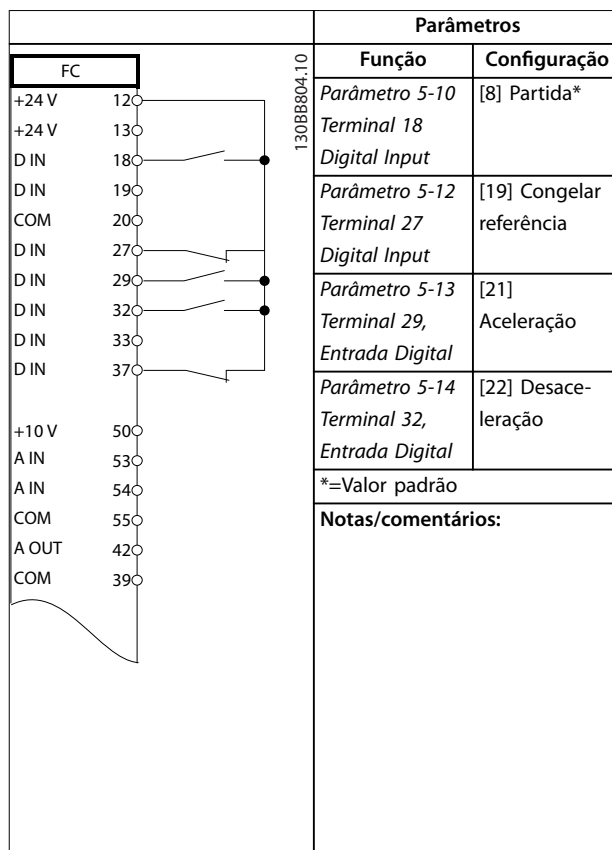 FC
+24 V 12
+24 V 13
D IN 18
D IN 19
COM 20
D IN 27
D IN 29
D IN 32
D IN 33
D IN 37
+10 V 50
A IN 53
A IN 54
COM 55
A OUT 42
COM 39
130BB804.10
Parâmetros
Função Configuração
Parâmetro 5-10 [8] Partida*
Terminal 18
Digital Input
Parâmetro 5-12 [19] Congelar
Terminal 27 referência
Digital Input
Parâmetro 5-13 [21]
Terminal 29, Aceleração
Entrada Digital
Parâmetro 5-14 [22] Desace-
Terminal 32, leração
Entrada Digital
*=Valor padrão
Notas/comentários: